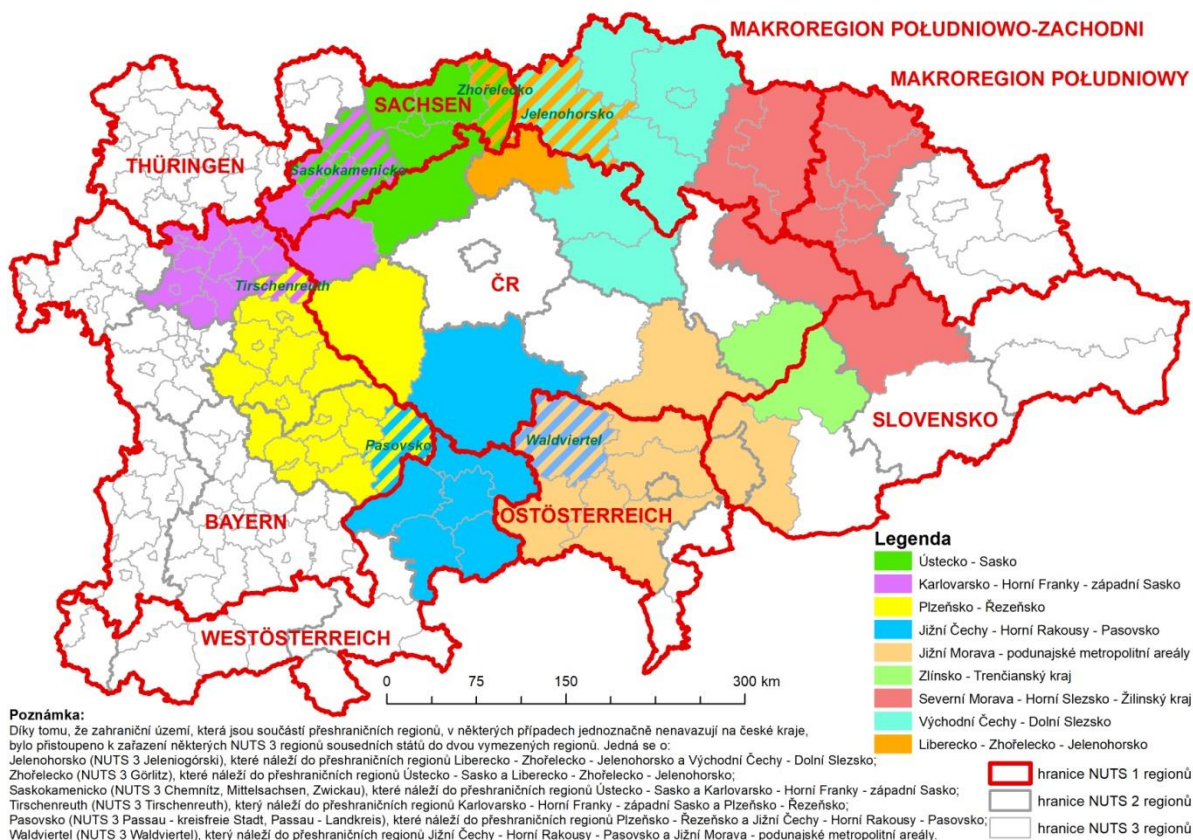 MAKROREGION POŁUDNIOWO-ZACHODNI
MAKROREGION POŁUDNIOWY
Zhořelecko
SACHSEN
Jelenohorsko
THÜRINGEN
Saskokamenicko
ČR
Tirschenreuth
SLOVENSKO
Pasovsko
Waldviertel
BAYERN
OSTÖSTERREICH
WESTÖSTERREICH
0 75 150 300 km
Legenda
Ústecko - Sasko
Karlovarsko - Horní Franky - západní Sasko
Plzeňsko - Řezeňsko
Jižní Čechy - Horní Rakousy - Pasovsko
Jižní Morava - podunajské metropolitní areály
Zlínsko - Trenčianský kraj
Severní Morava - Horní Slezsko - Žilinský kraj
Východní Čechy - Dolní Slezsko
Liberecko - Zhořelecko - Jelenohorsko
hranice NUTS 1 regionů
hranice NUTS 2 regionů
hranice NUTS 3 regionů
Poznámka:
Díky tomu, že zahraniční území, která jsou součástí přeshraničních regionů, v některých případech jednoznačně nenavazují na české kraje,
bylo přistoupeno k zařazení některých NUTS 3 regionů sousedních států do dvou vymezených regionů. Jedná se o:
Jelenohorsko (NUTS 3 Jeleniogórski), které náleží do přeshraničních regionů Liberecko - Zhořelecko - Jelenohorsko a Východní Čechy - Dolní Slezsko;
Zhořelecko (NUTS 3 Görlitz), které náleží do přeshraničních regionů Ústecko - Sasko a Liberecko - Zhořelecko - Jelenohorsko;
Saskokamenicko (NUTS 3 Chemnitz, Mittelsachsen, Zwickau), které náleží do přeshraničních regionů Ústecko - Sasko a Karlovarsko - Horní Franky - západní Sasko;
Tirschenreuth (NUTS 3 Tirschenreuth), který náleží do přeshraničních regionů Karlovarsko - Horní Franky - západní Sasko a Plzeňsko - Řezeňsko;
Pasovsko (NUTS 3 Passau - kreisfreie Stadt, Passau - Landkreis), které náleží do přeshraničních regionů Plzeňsko - Řezeňsko a Jižní Čechy - Horní Rakousy - Pasovsko;
Waldviertel (NUTS 3 Waldviertel), který náleží do přeshraničních regionů Jižní Čechy - Horní Rakousy - Pasovsko a Jižní Morava - podunajské metropolitní areály.